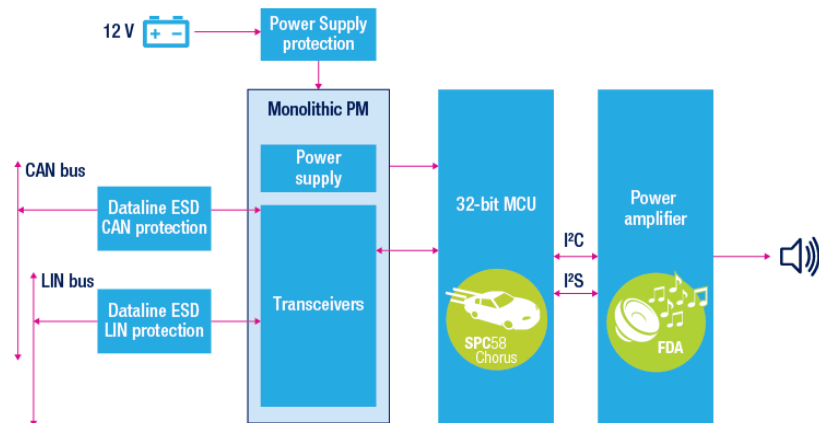 12 V
+ −
Power Supply
protection
Monolithic PM
Power
supply
CAN bus
Dataline ESD
CAN protection
LIN bus
Dataline ESD
LIN protection
Transceivers
32-bit MCU
SPC58
Chorus
I²C
I²S
Power
amplifier
FDA